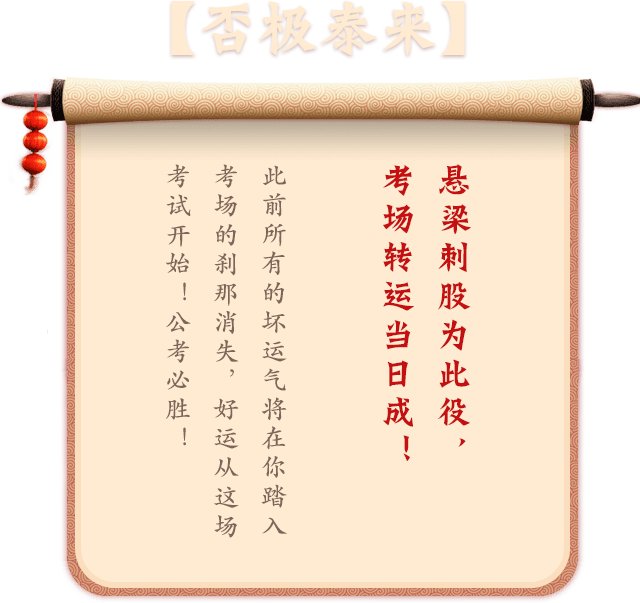 【否极泰来】
悬梁刺股为此役，
考场转运当日成！
此前所有的坏运气将在你踏入
考场的刹那消失，好运从这场
考试开始！公考必胜！